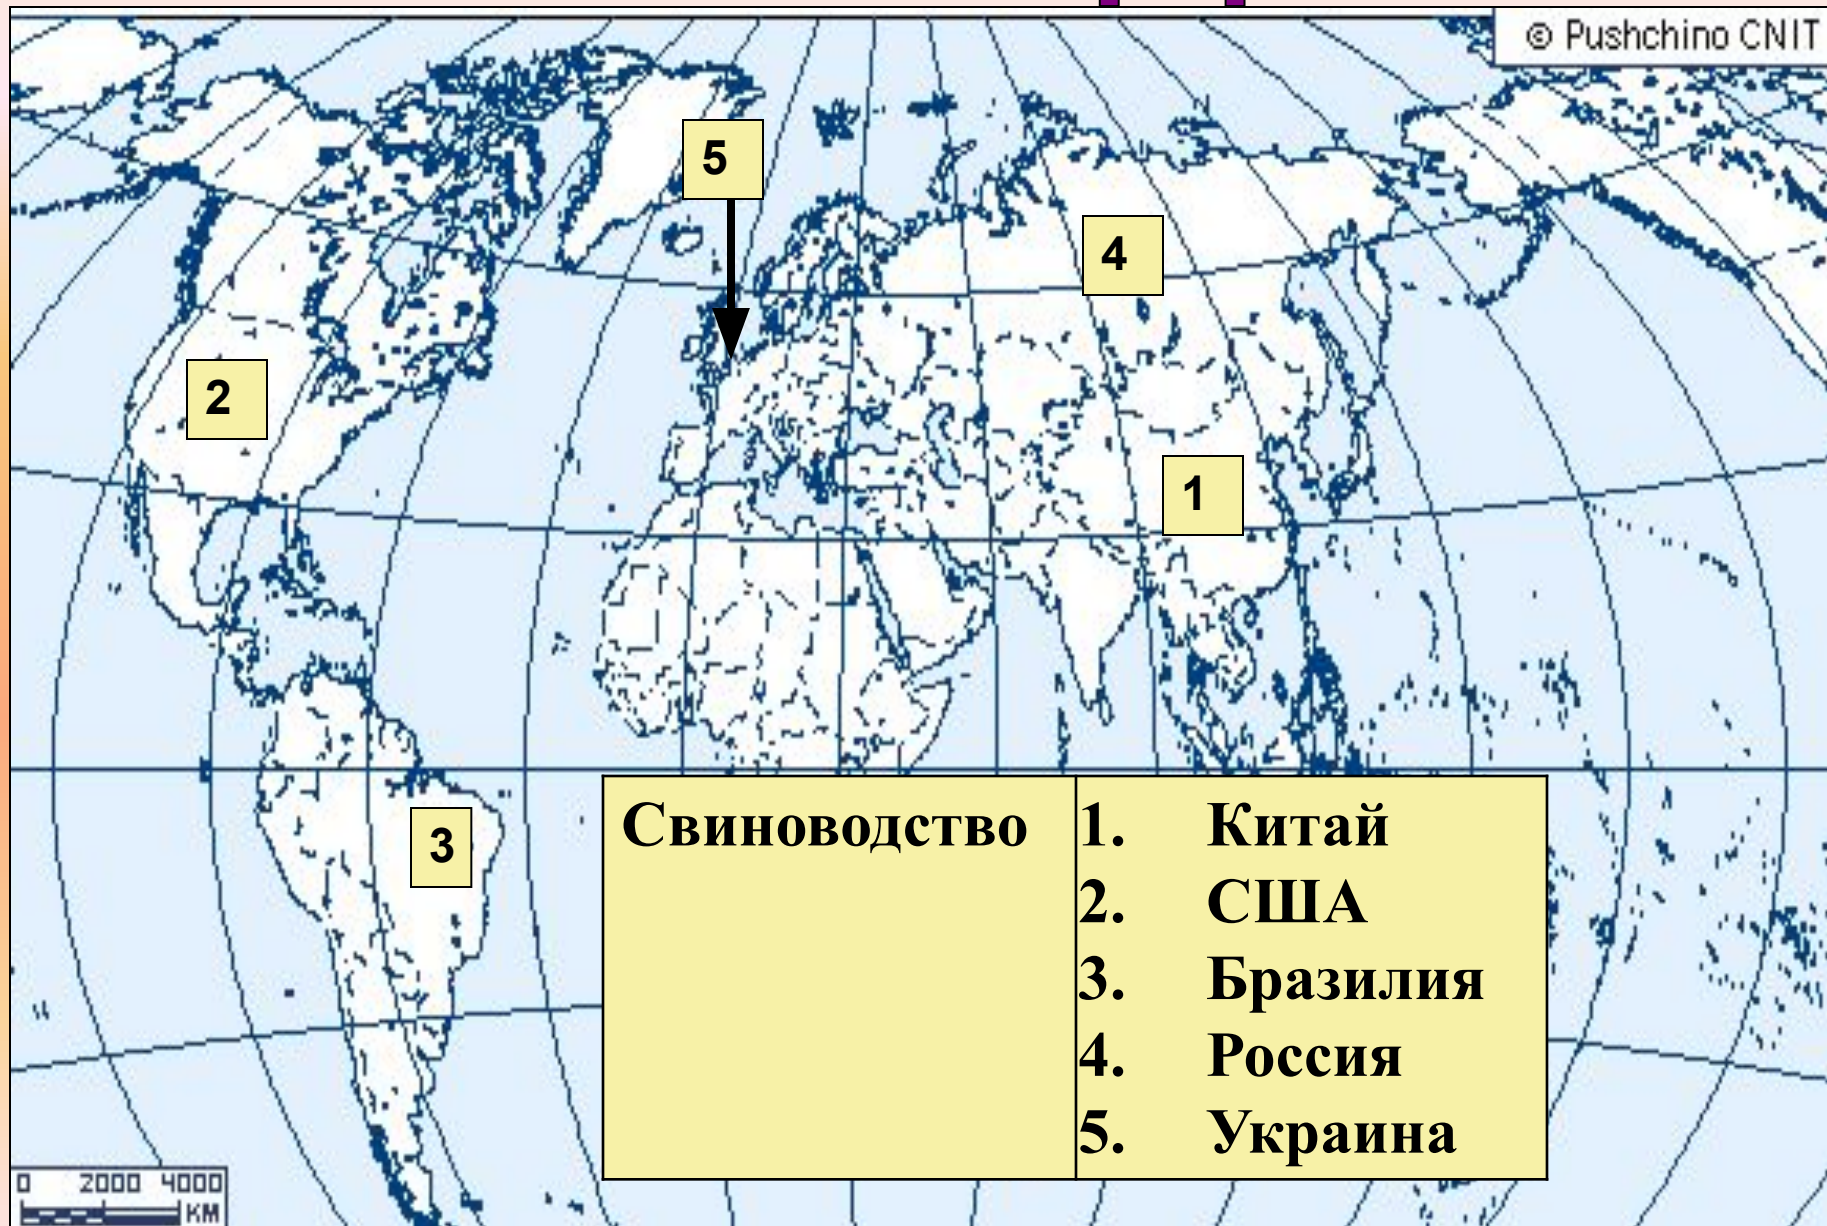 © Pushchino CNIT
5
4
2
1
3
Свиноводство
1. Китай
2. США
3. Бразилия
4. Россия
5. Украина
0 2000 4000
КМ